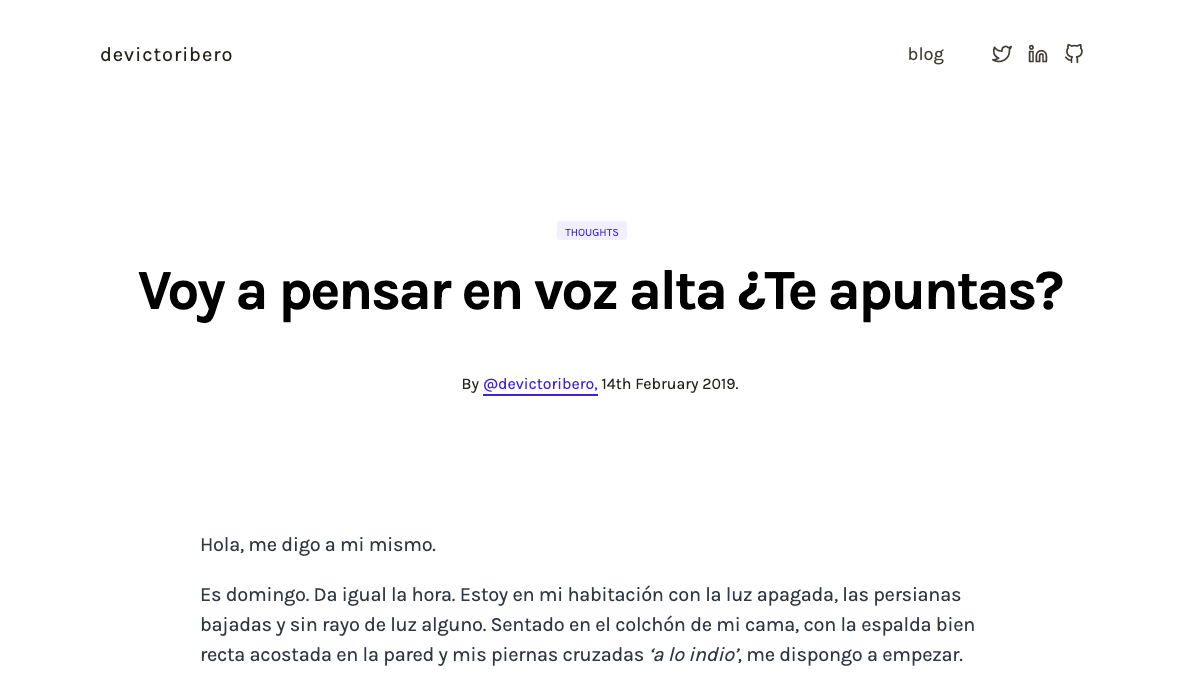 devictoribero
blog
THOUGHTS
Voy a pensar en voz alta ¿Te apuntas?
By @devictoribero, 14th February 2019.
Hola, me digo a mi mismo.
Es domingo. Da igual la hora. Estoy en mi habitación con la luz apagada, las persianas
bajadas y sin rayo de luz alguno. Sentado en el colchón de mi cama, con la espalda bien
recta acostada en la pared y mis piernas cruzadas ‘a lo indio’, me dispongo a empezar.